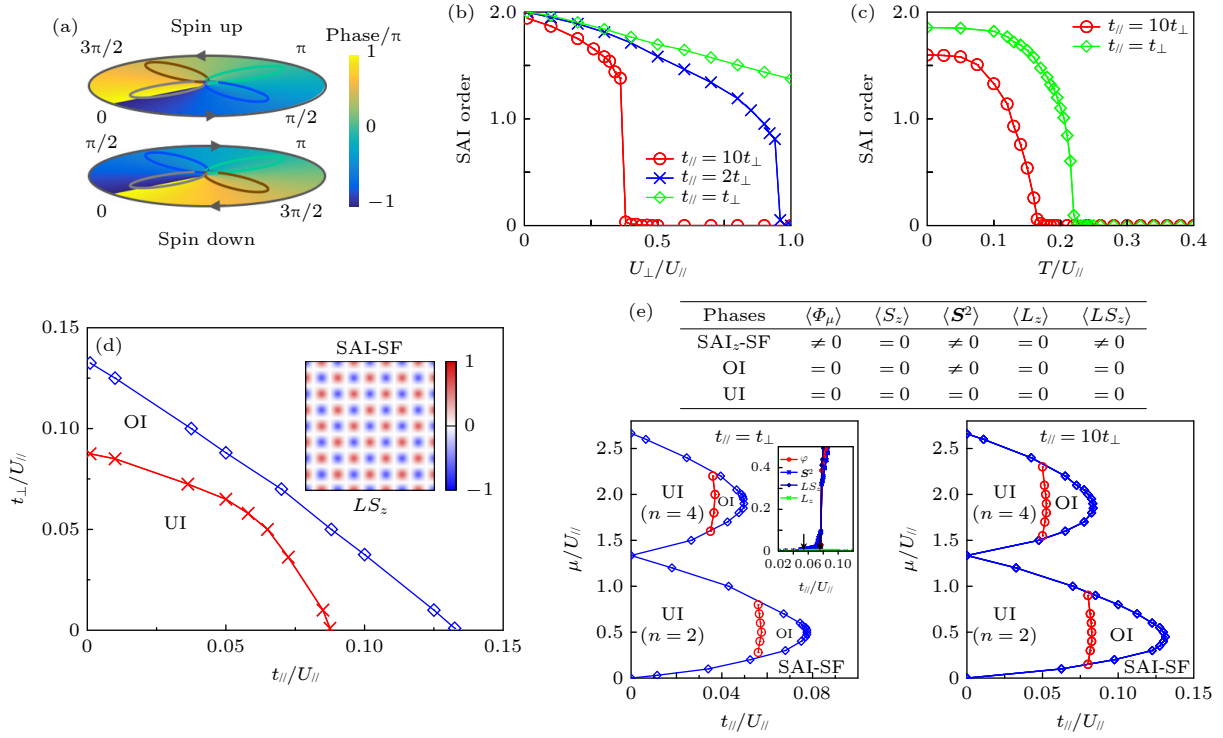 (a)
Spin up
Phase/π
3π/2
π
1
0
−1
0
π/2
π/2
π
0
3π/2
Spin down
(b)
2.0
1.0
0
SAI order
t// = 10t⊥
t// = 2t⊥
t// = t⊥
0
0.5
1.0
U⊥/U//
(c)
2.0
1.0
0
SAI order
t// = 10t⊥
t// = t⊥
0
0.1
0.2
0.3
0.4
T/U//
(d)
0.15
0.10
0.05
0
t⊥/U//
OI
UI
SAI-SF
LSz
1
0
−1
0
0.05
0.10
0.15
t///U//
(e)
Phases ⟨Φμ⟩ ⟨Sz⟩ ⟨S²⟩ ⟨Lz⟩ ⟨LSz⟩
SAIz-SF ≠ 0 = 0 ≠ 0 = 0 ≠ 0
OI = 0 = 0 ≠ 0 = 0 = 0
UI = 0 = 0 = 0 = 0 = 0
t// = t⊥
3.0
2.5
2.0
1.5
1.0
0.5
0
μ/U//
UI
(n = 4)
OI
UI
(n = 2)
OI
SAI-SF
φ
S²
LSz
Lz
0.4
0.2
0
0.02
0.06
0.10
t///U//
0
0.04
0.08
t///U//
t// = 10t⊥
3.0
2.5
2.0
1.5
1.0
0.5
0
μ/U//
UI
(n = 4)
OI
UI
(n = 2)
OI
SAI-SF
0
0.05
0.10
0.15
t///U//